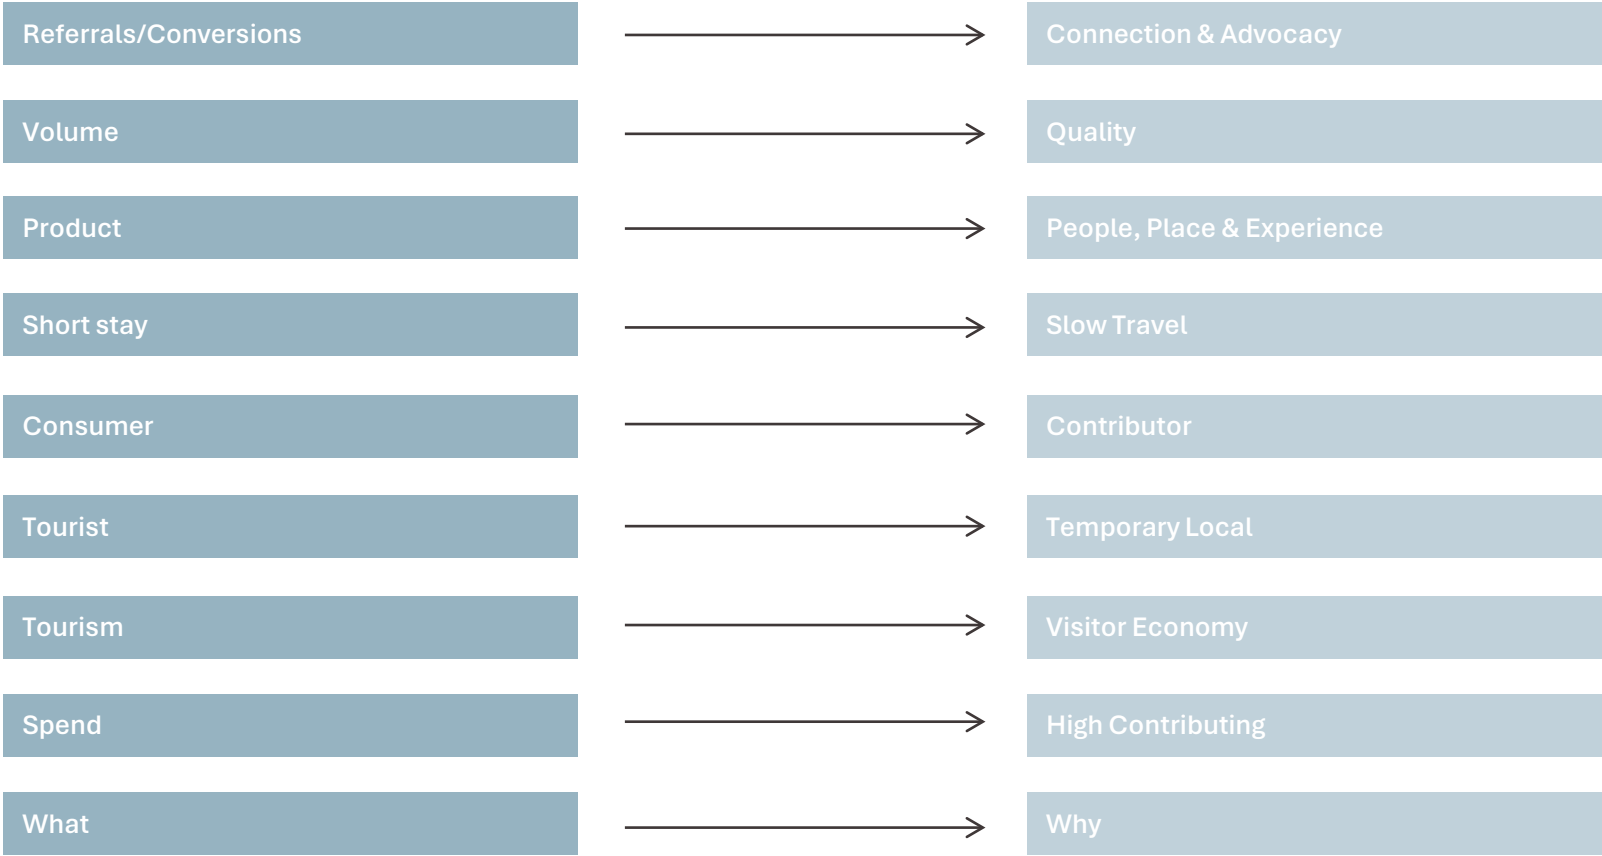 Referrals/Conversions
Connection & Advocacy
Volume
Quality
Product
People, Place & Experience
Short stay
Slow Travel
Consumer
Contributor
Tourist
Temporary Local
Tourism
Visitor Economy
Spend
High Contributing
What
Why